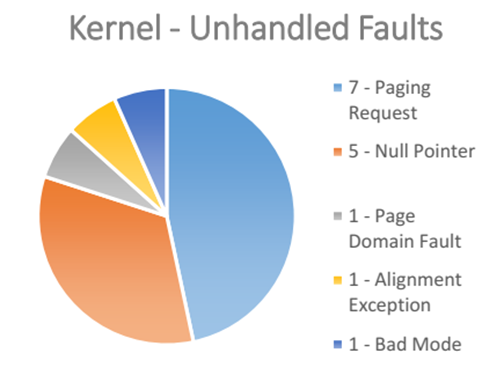 Kernel - Unhandled Faults
7 - Paging
Request
5 - Null Pointer
1 - Page
Domain Fault
1 - Alignment
Exception
1 - Bad Mode